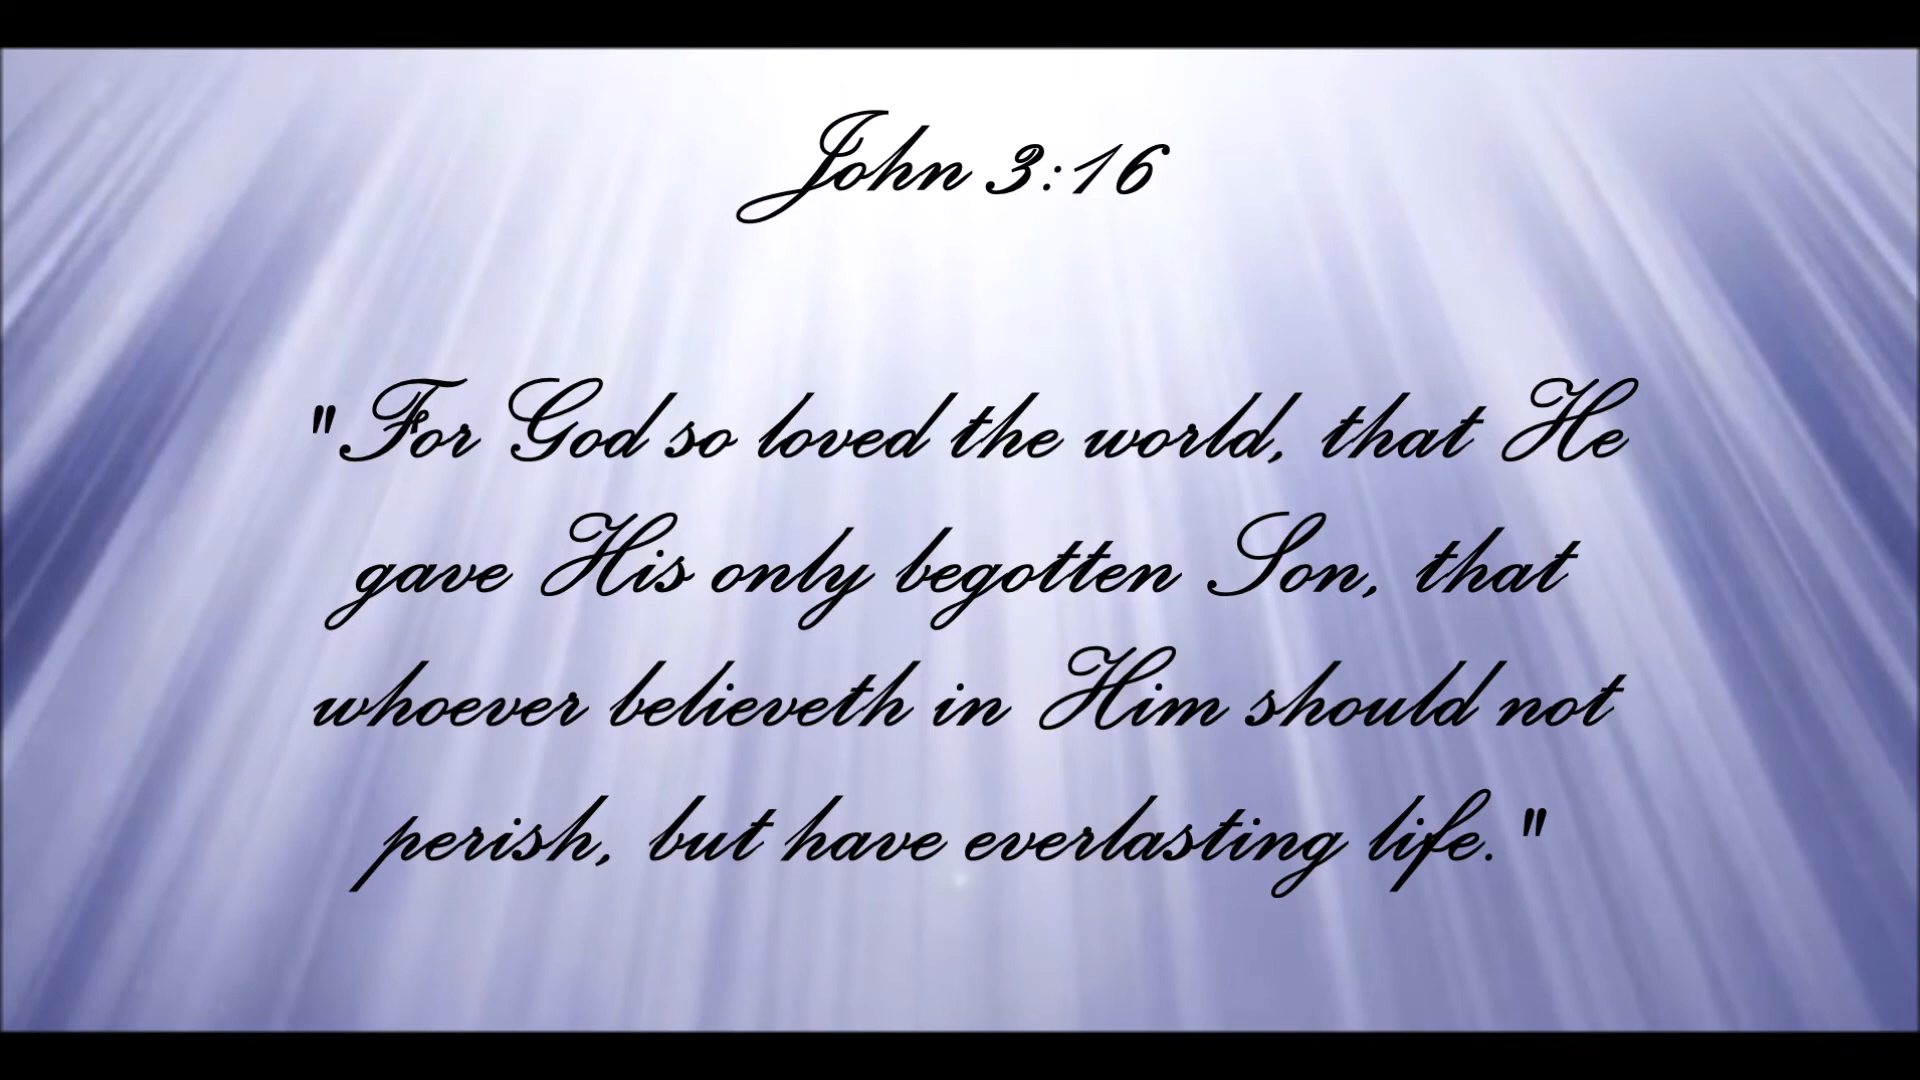 John 3:16
"For God so loved the world, that He
gave His only begotten Son, that
whoever believeth in Him should not
perish, but have everlasting life."